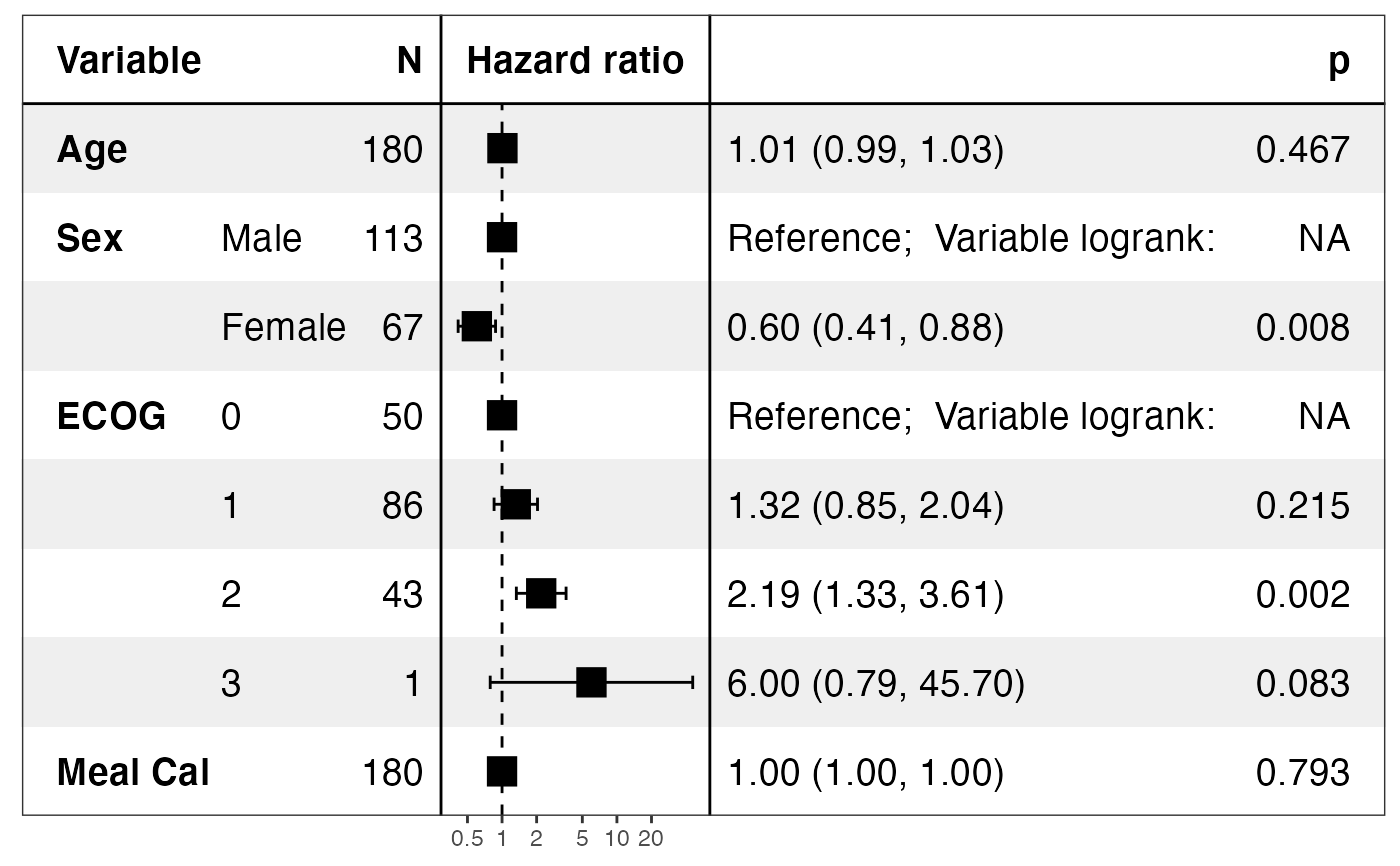 Variable N Hazard ratio p
Age 180 1.01 (0.99, 1.03) 0.467
Sex Male 113 Reference; Variable logrank: NA
Female 67 0.60 (0.41, 0.88) 0.008
ECOG 0 50 Reference; Variable logrank: NA
1 86 1.32 (0.85, 2.04) 0.215
2 43 2.19 (1.33, 3.61) 0.002
3 1 6.00 (0.79, 45.70) 0.083
Meal Cal 180 1.00 (1.00, 1.00) 0.793
0.5 1 2 5 10 20